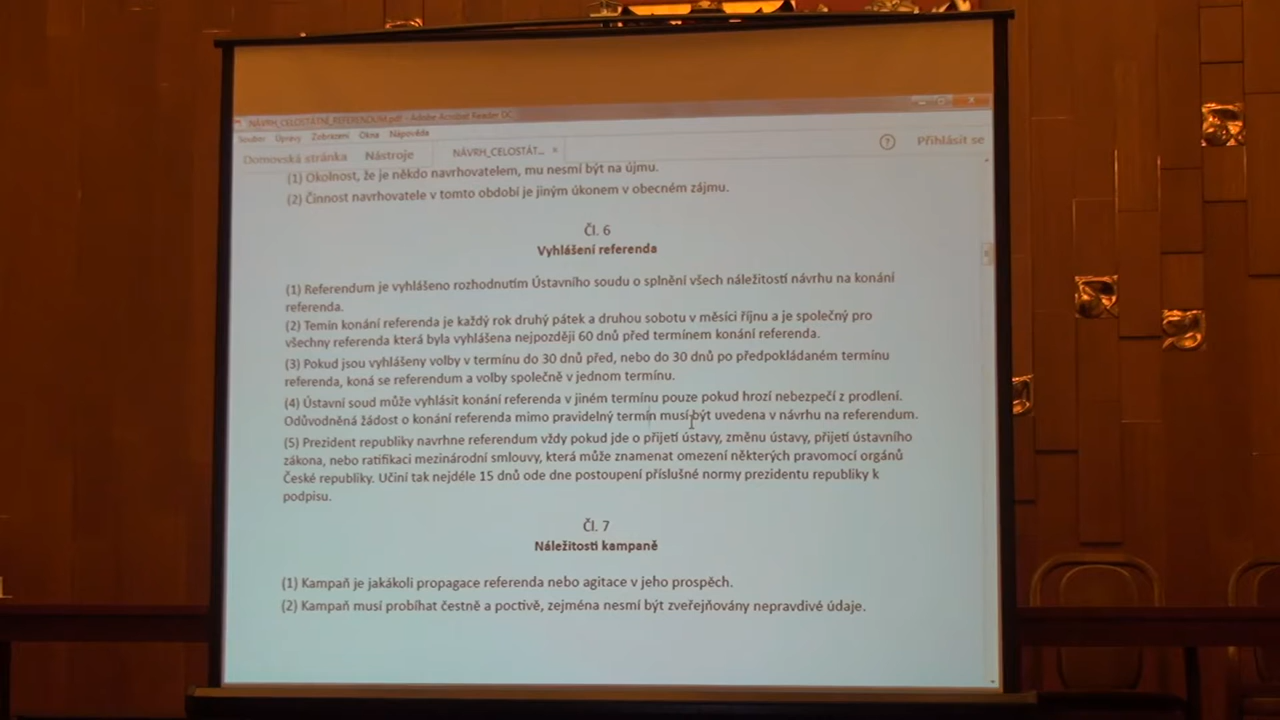 NÁVRH_CELOSTÁTNÍ_REFERENDUM.pdf - Adobe Acrobat Reader DC
Soubor Úpravy Zobrazení Okna Nápověda
Domovská stránka Nástroje NÁVRH_CELOSTÁT... × ? Přihlásit se
(1) Okolnost, že je někdo navrhovatelem, mu nesmí být na újmu.
(2) Činnost navrhovatele v tomto období je jiným úkonem v obecném zájmu.
Čl. 6
Vyhlášení referenda
(1) Referendum je vyhlášeno rozhodnutím Ústavního soudu o splnění všech náležitostí návrhu na konání
referenda.
(2) Temín konání referenda je každý rok druhý pátek a druhou sobotu v měsíci říjnu a je společný pro
všechny referenda která byla vyhlášena nejpozději 60 dnů před termínem konání referenda.
(3) Pokud jsou vyhlášeny volby v termínu do 30 dnů před, nebo do 30 dnů po předpokládaném termínu
referenda, koná se referendum a volby společně v jednom termínu.
(4) Ústavní soud může vyhlásit konání referenda v jiném termínu pouze pokud hrozí nebezpečí z prodlení.
Odůvodněná žádost o konání referenda mimo pravidelný termín musí být uvedena v návrhu na referendum.
(5) Prezident republiky navrhne referendum vždy pokud jde o přijetí ústavy, změnu ústavy, přijetí ústavního
zákona, nebo ratifikaci mezinárodní smlouvy, která může znamenat omezení některých pravomocí orgánů
České republiky. Učiní tak nejdéle 15 dnů ode dne postoupení příslušné normy prezidentu republiky k
podpisu.
Čl. 7
Náležitosti kampaně
(1) Kampaň je jakákoli propagace referenda nebo agitace v jeho prospěch.
(2) Kampaň musí probíhat čestně a poctivě, zejména nesmí být zveřejňovány nepravdivé údaje.